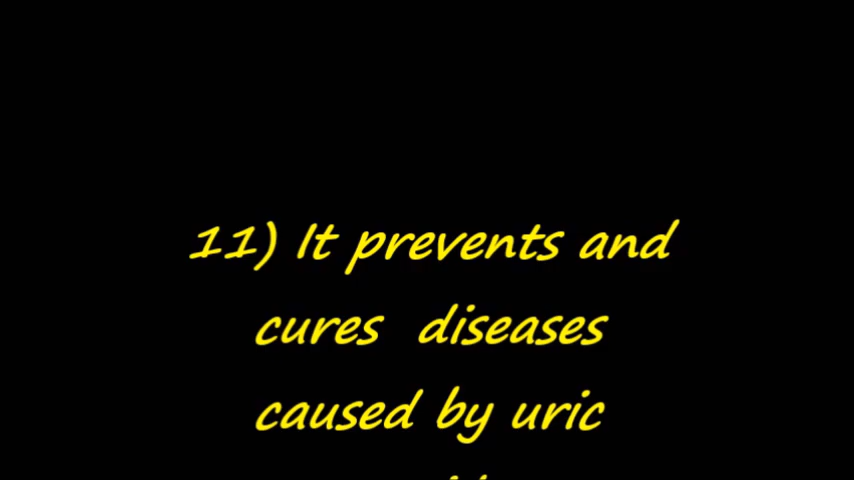 11) It prevents and
cures diseases
caused by uric